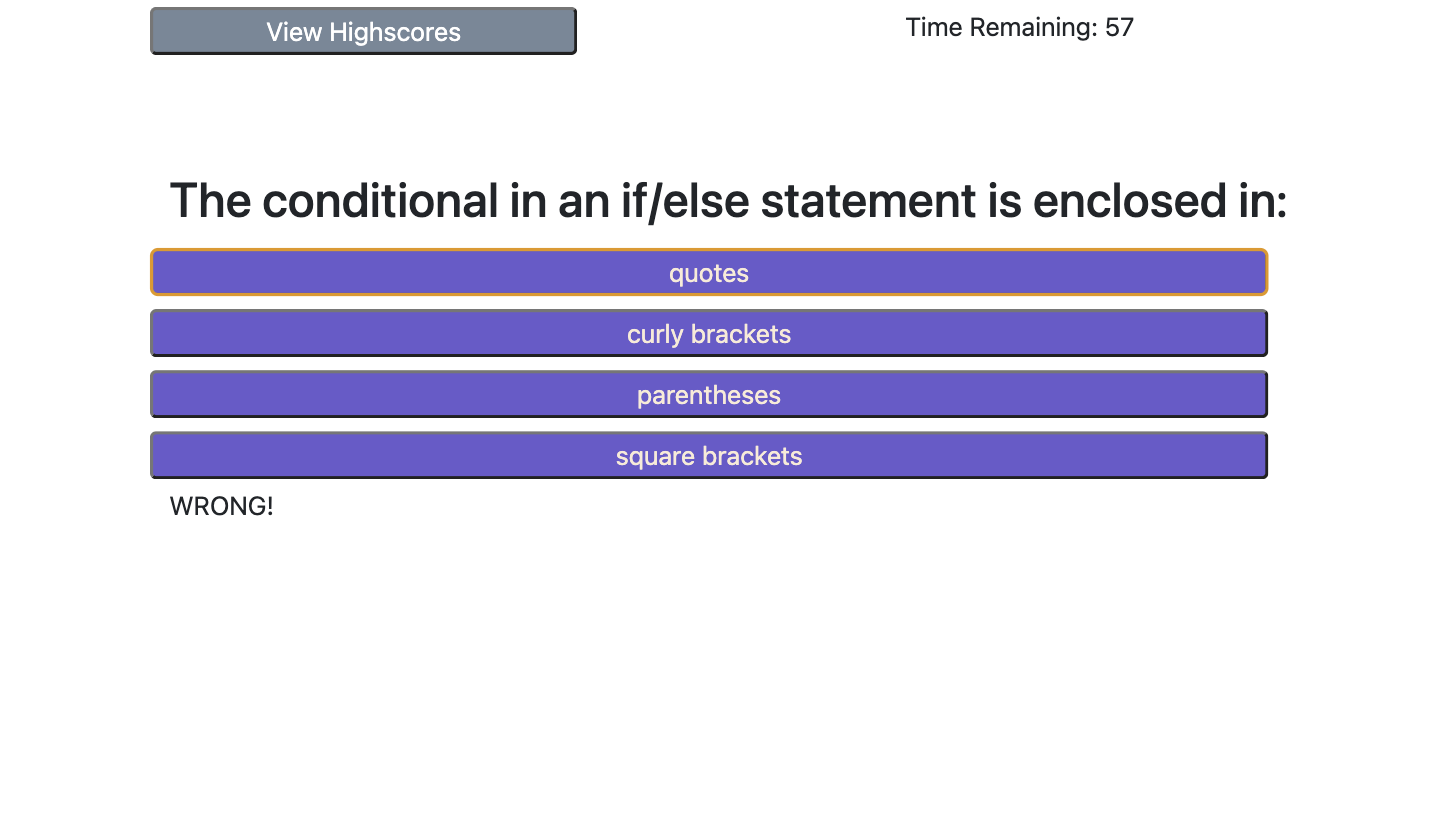 View Highscores
Time Remaining: 57
The conditional in an if/else statement is enclosed in:
quotes
curly brackets
parentheses
square brackets
WRONG!